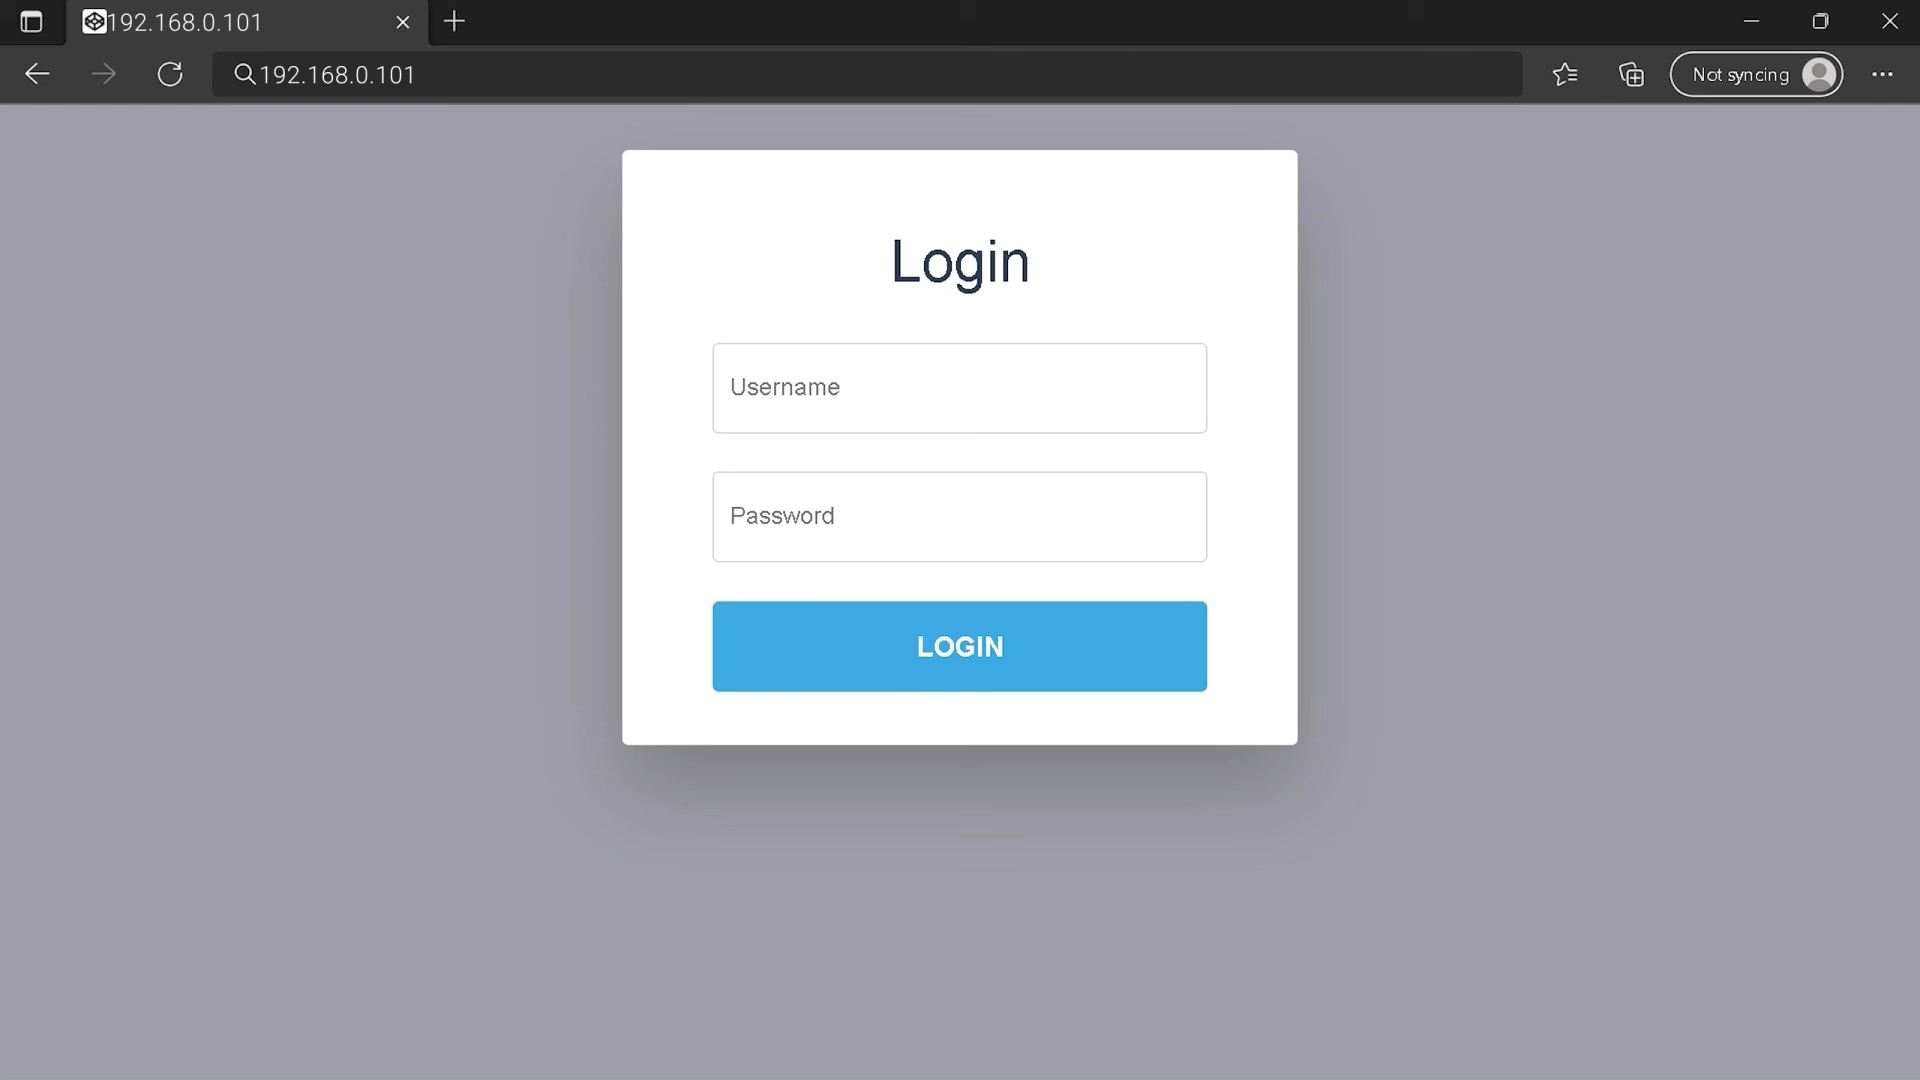 192.168.0.101
192.168.0.101
Not syncing
Login
Username
Password
LOGIN